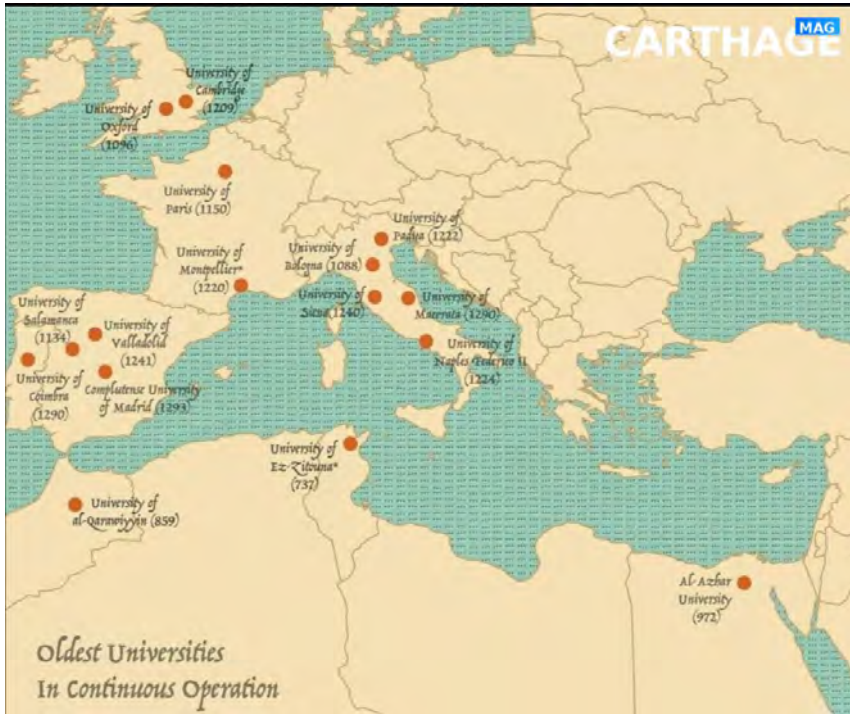 CARTHAGE
MAG
University of
Cambridge
(1209)
University of
Oxford
(1096)
University of
Paris (1150)
University of
Padua (1222)
University of
Bologna (1088)
University of
Montpellier*
(1220)
University of
Siena (1240)
University of
Macerata (1290)
University of
Salamanca
(1134)
University of
Valladolid
(1241)
University of
Naples Federico II
(1224)
University of
Coimbra
(1290)
Complutense University
of Madrid (1293)
University of
Ez-Zitouna*
(737)
University of
al-Qarawiyyin (859)
Al-Azhar
University
(972)
Oldest Universities
In Continuous Operation